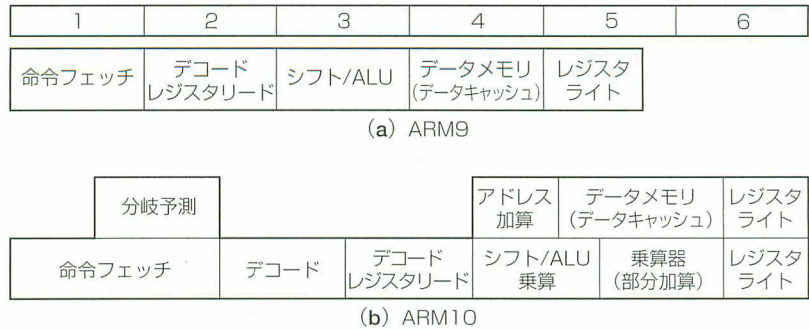 1 2 3 4 5 6
命令フェッチ デコード レジスタリード シフト/ALU データメモリ (データキャッシュ) レジスタ ライト
(a) ARM9
分岐予測 アドレス 加算 データメモリ (データキャッシュ) レジスタ ライト
命令フェッチ デコード デコード レジスタリード シフト/ALU 乗算 乗算器 (部分加算) レジスタ ライト
(b) ARM10